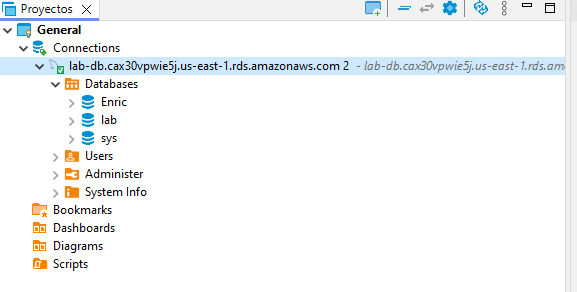 Proyectos
General
Connections
lab-db.cax30vpwie5j.us-east-1.rds.amazonaws.com 2 - lab-db.cax30vpwie5j.us-east-1.rds.ama
Databases
Enric
lab
sys
Users
Administer
System Info
Bookmarks
Dashboards
Diagrams
Scripts